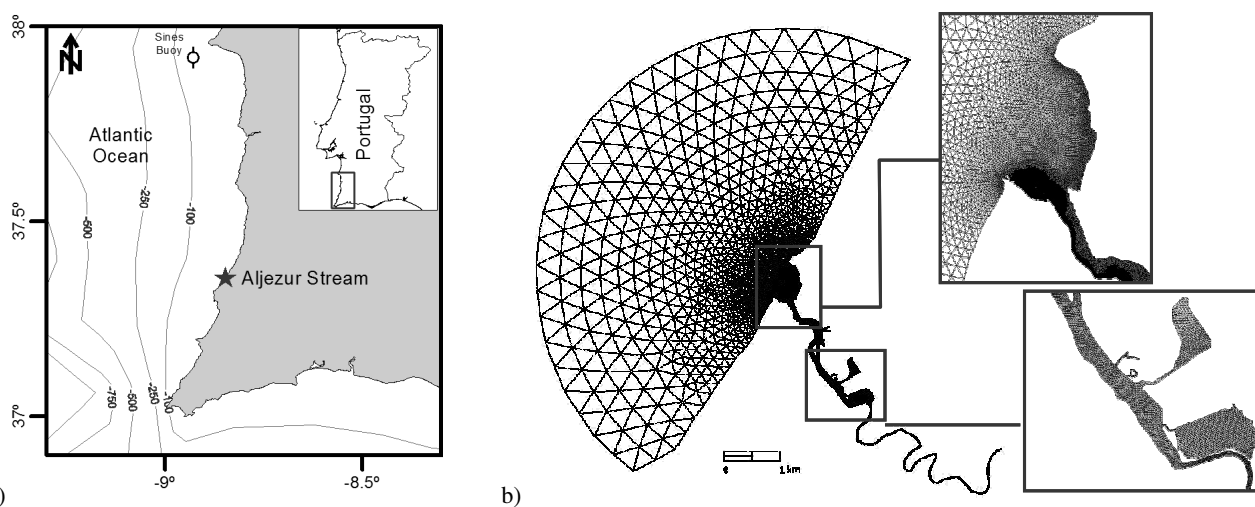 38°
37.5°
37°
-9°
-8.5°
N
Sines
Buoy
Atlantic
Ocean
Portugal
-250
-100
-500
Aljezur Stream
-750
-500
-250
-100
)
b)
0 1 km